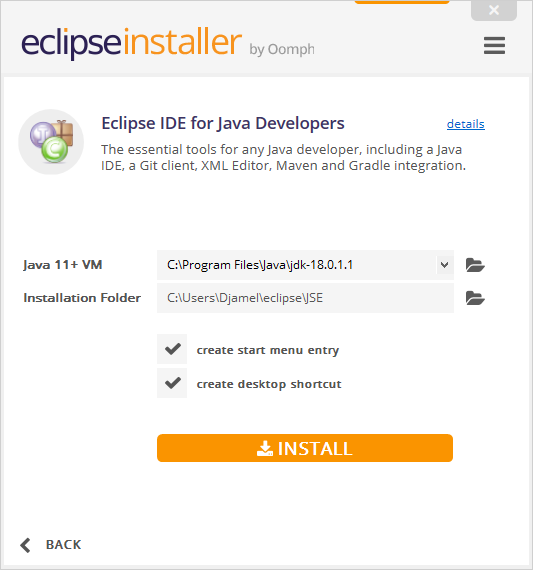 eclipseinstaller by Oomph
Eclipse IDE for Java Developers details
The essential tools for any Java developer, including a Java
IDE, a Git client, XML Editor, Maven and Gradle integration.
Java 11+ VM C:\Program Files\Java\jdk-18.0.1.1
Installation Folder C:\Users\Djamel\eclipse\JSE
create start menu entry
create desktop shortcut
INSTALL
BACK